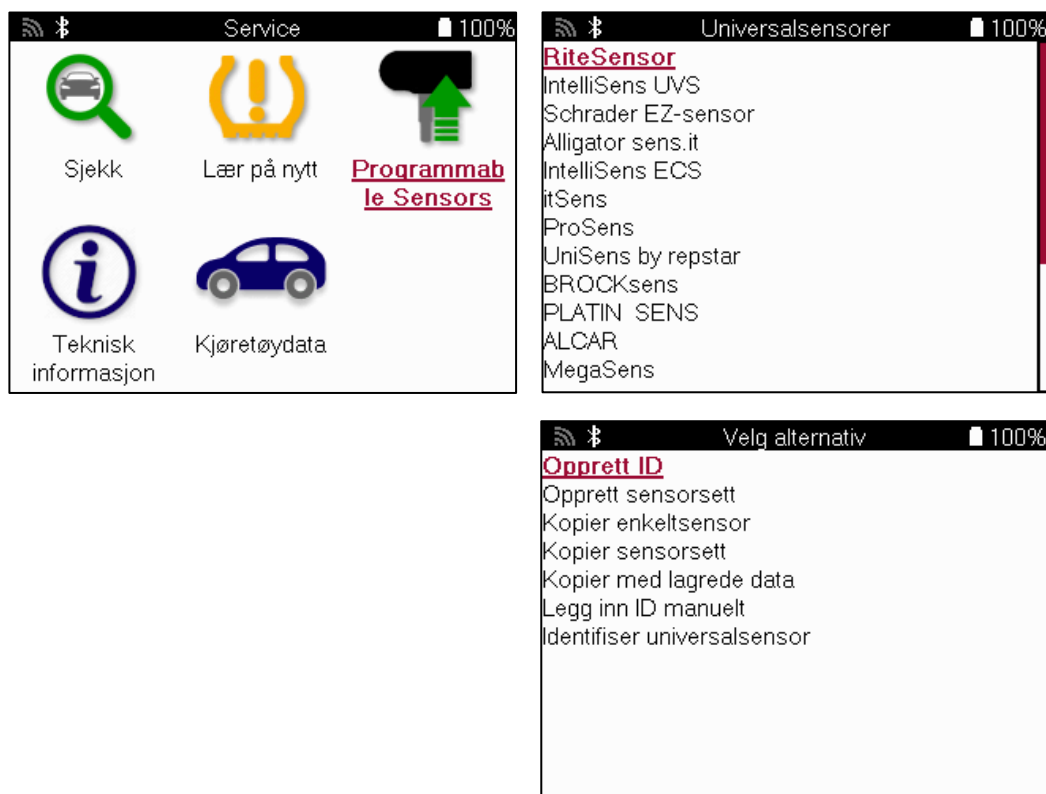 Service 100%
Sjekk
Lær på nytt
Programmab
le Sensors
Teknisk
informasjon
Kjøretøydata
Universalsensorer 100%
RiteSensor
IntelliSens UVS
Schrader EZ-sensor
Alligator sens.it
IntelliSens ECS
itSens
ProSens
UniSens by repstar
BROCKsens
PLATIN SENS
ALCAR
MegaSens
Velg alternativ 100%
Opprett ID
Opprett sensorsett
Kopier enkeltsensor
Kopier sensorsett
Kopier med lagrede data
Legg inn ID manuelt
Identifiser universalsensor